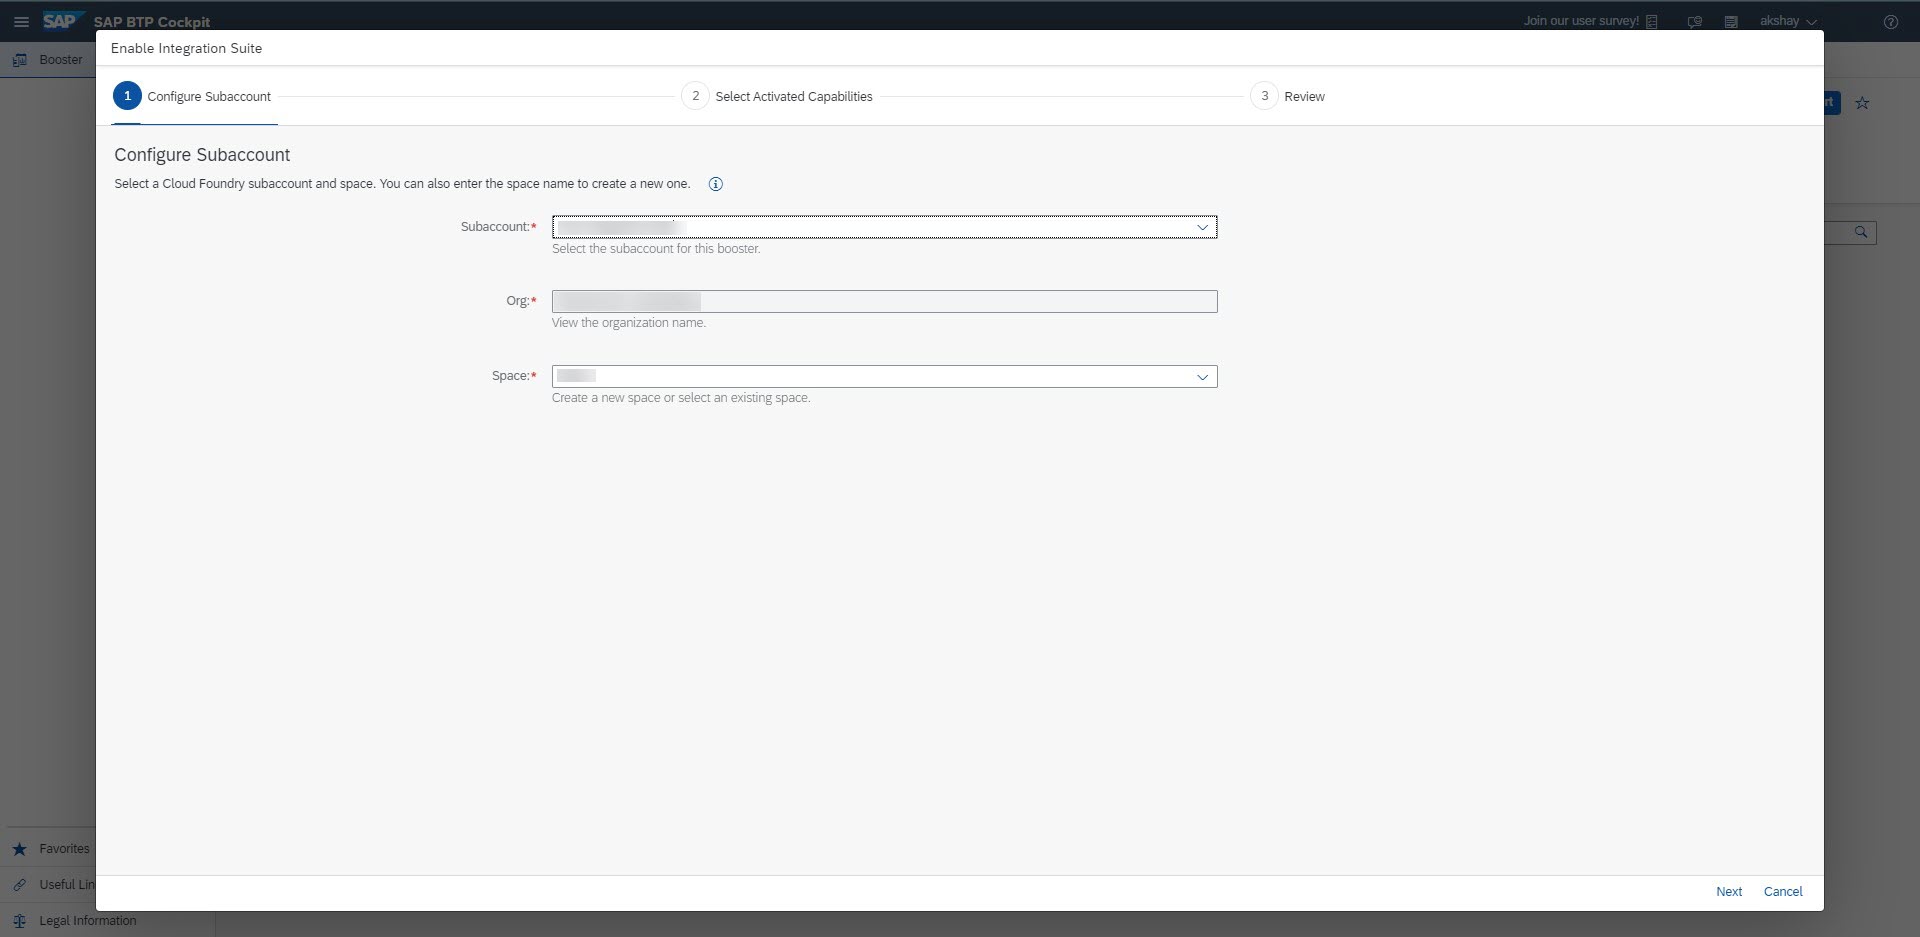 SAP SAP BTP Cockpit
Join our user survey!
akshay
Booster
Enable Integration Suite
1 Configure Subaccount
2 Select Activated Capabilities
3 Review
rt
Configure Subaccount
Select a Cloud Foundry subaccount and space. You can also enter the space name to create a new one.
Subaccount:*
Select the subaccount for this booster.
Org:*
View the organization name.
Space:*
Create a new space or select an existing space.
Favorites
Useful Lin
Legal Information
Next Cancel